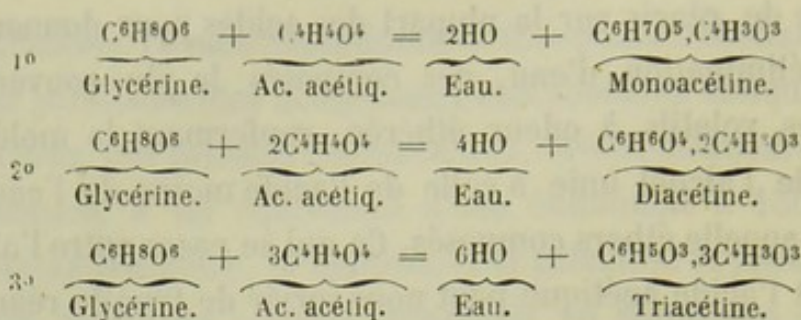 1° C⁶H⁸O⁶ + C⁴H⁴O⁴ = 2HO + C⁶H⁷O⁵,C⁴H³O³
Glycérine. Ac. acétiq. Eau. Monoacétine.
2° C⁶H⁸O⁶ + 2C⁴H⁴O⁴ = 4HO + C⁶H⁶O⁴,2C⁴H³O³
Glycérine. Ac. acétiq. Eau. Diacétine.
3° C⁶H⁸O⁶ + 3C⁴H⁴O⁴ = 6HO + C⁶H⁵O³,3C⁴H³O³
Glycérine. Ac. acétiq. Eau. Triacétine.